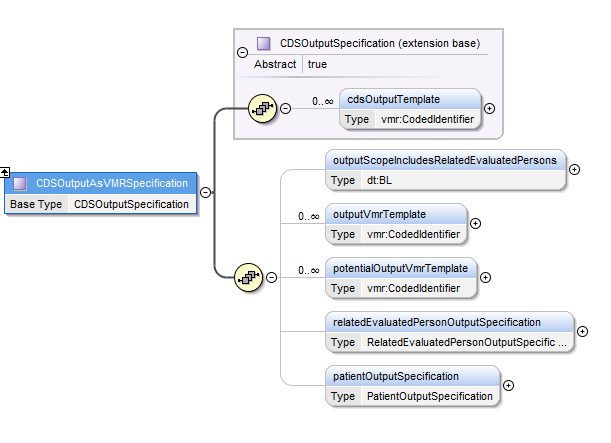 CDSOutputSpecification (extension base)
Abstract true
0..∞ cdsOutputTemplate
Type vmr:CodedIdentifier
CDSOutputAsVMRSpecification
Base Type CDSOutputSpecification
outputScopeIncludesRelatedEvaluatedPersons
Type dt:BL
0..∞ outputVmrTemplate
Type vmr:CodedIdentifier
0..∞ potentialOutputVmrTemplate
Type vmr:CodedIdentifier
relatedEvaluatedPersonOutputSpecification
Type RelatedEvaluatedPersonOutputSpecific ...
patientOutputSpecification
Type PatientOutputSpecification